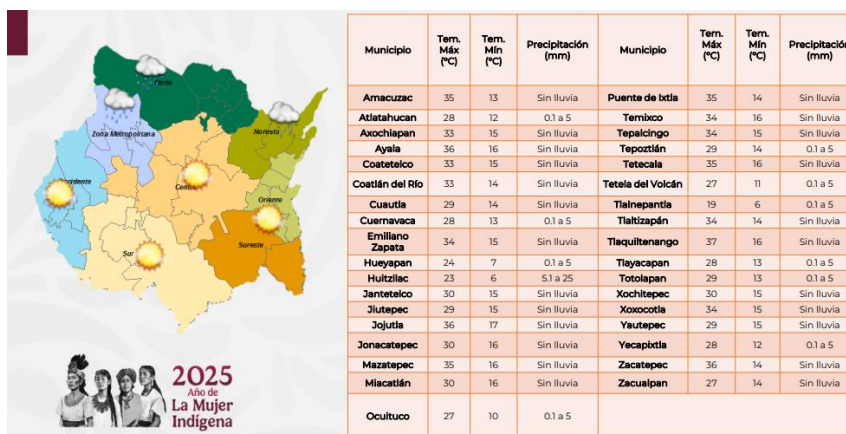 Norte
Zona Metropolitana
Noreste
Poniente
Centro
Oriente
Sur
Sureste
2025
Año de
La Mujer
Indígena
Municipio Tem. Máx (°C) Tem. Mín (°C) Precipitación (mm) Municipio Tem. Máx (°C) Tem. Mín (°C) Precipitación (mm)
Amacuzac 35 13 Sin lluvia Puente de Ixtla 35 14 Sin lluvia
Atlatahucan 28 12 0.1 a 5 Temixco 34 16 Sin lluvia
Axochiapan 33 15 Sin lluvia Tepalcingo 34 15 Sin lluvia
Ayala 36 16 Sin lluvia Tepoztlán 29 14 0.1 a 5
Coatetelco 33 15 Sin lluvia Tetecala 35 16 Sin lluvia
Coatlán del Río 33 14 Sin lluvia Tetela del Volcán 27 11 0.1 a 5
Cuautla 29 14 Sin lluvia Tlalnepantla 19 6 0.1 a 5
Cuernavaca 28 13 0.1 a 5 Tlaltizapán 34 14 Sin lluvia
Emiliano Zapata 34 15 Sin lluvia Tlaquiltenango 37 16 Sin lluvia
Hueyapan 24 7 0.1 a 5 Tlayacapan 28 13 0.1 a 5
Huitzilac 23 6 5.1 a 25 Totolapan 29 13 0.1 a 5
Jantetelco 30 15 Sin lluvia Xochitepec 30 15 Sin lluvia
Jiutepec 29 15 Sin lluvia Xoxocotla 34 15 Sin lluvia
Jojutla 36 17 Sin lluvia Yautepec 29 15 Sin lluvia
Jonacatepec 30 16 Sin lluvia Yecapixtla 28 12 0.1 a 5
Mazatepec 35 16 Sin lluvia Zacatepec 36 14 Sin lluvia
Miacatlán 30 16 Sin lluvia Zacualpan 27 14 Sin lluvia
Ocuituco 27 10 0.1 a 5